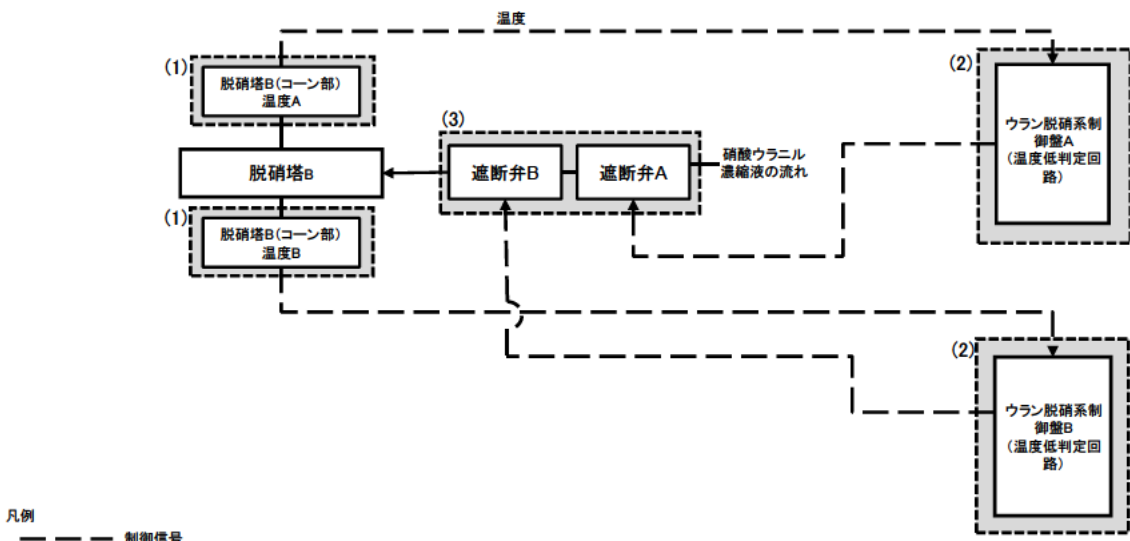 温度
(1)
脱硝塔B(コーン部)
温度A
(2)
ウラン脱硝系制
御盤A
(温度低判定回
路)
(3)
遮断弁B
遮断弁A
硝酸ウラニル
濃縮液の流れ
脱硝塔B
(1)
脱硝塔B(コーン部)
温度B
(2)
ウラン脱硝系制
御盤B
(温度低判定回
路)
凡例
制御信号